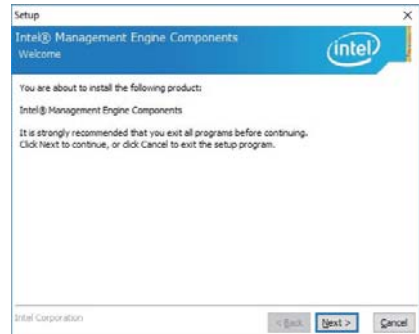 Setup
Intel® Management Engine Components
Welcome
intel
You are about to install the following product:
Intel® Management Engine Components
It is strongly recommended that you exit all programs before continuing.
Click Next to continue, or click Cancel to exit the setup program.
Intel Corporation
< Back
Next >
Cancel